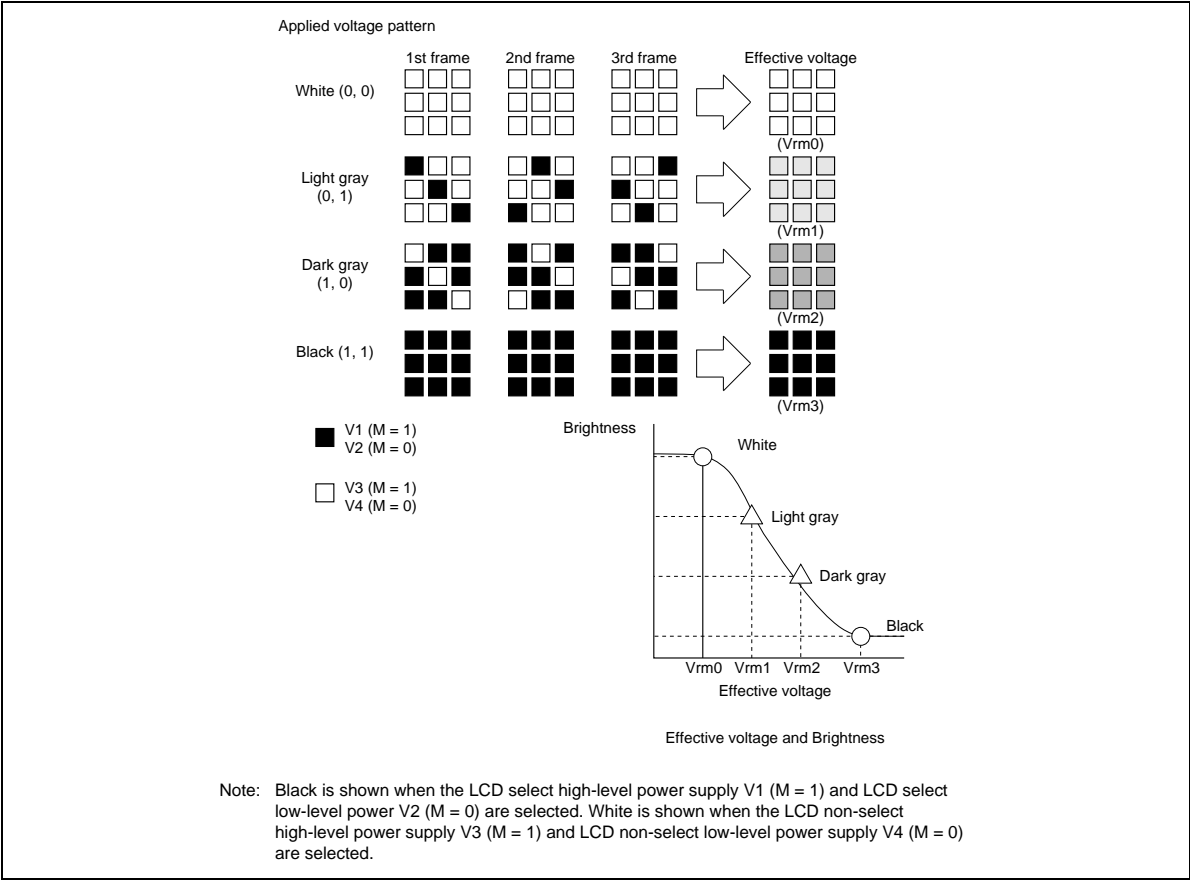 Applied voltage pattern
1st frame 2nd frame 3rd frame Effective voltage
White (0, 0)
(Vrm0)
Light gray
(0, 1)
(Vrm1)
Dark gray
(1, 0)
(Vrm2)
Black (1, 1)
(Vrm3)
V1 (M = 1)
V2 (M = 0)
V3 (M = 1)
V4 (M = 0)
Brightness
White
Light gray
Dark gray
Black
Vrm0 Vrm1 Vrm2 Vrm3
Effective voltage
Effective voltage and Brightness
Note: Black is shown when the LCD select high-level power supply V1 (M = 1) and LCD select
low-level power V2 (M = 0) are selected. White is shown when the LCD non-select
high-level power supply V3 (M = 1) and LCD non-select low-level power supply V4 (M = 0)
are selected.